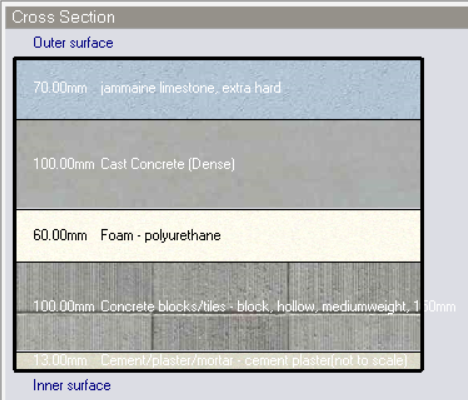 Cross Section
Outer surface
70.00mm jammaine limestone, extra hard
100.00mm Cast Concrete (Dense)
60.00mm Foam - polyurethane
100.00mm Concrete blocks/tiles - block, hollow, mediumweight, 150mm
13.00mm Cement/plaster/mortar - cement plaster(not to scale)
Inner surface